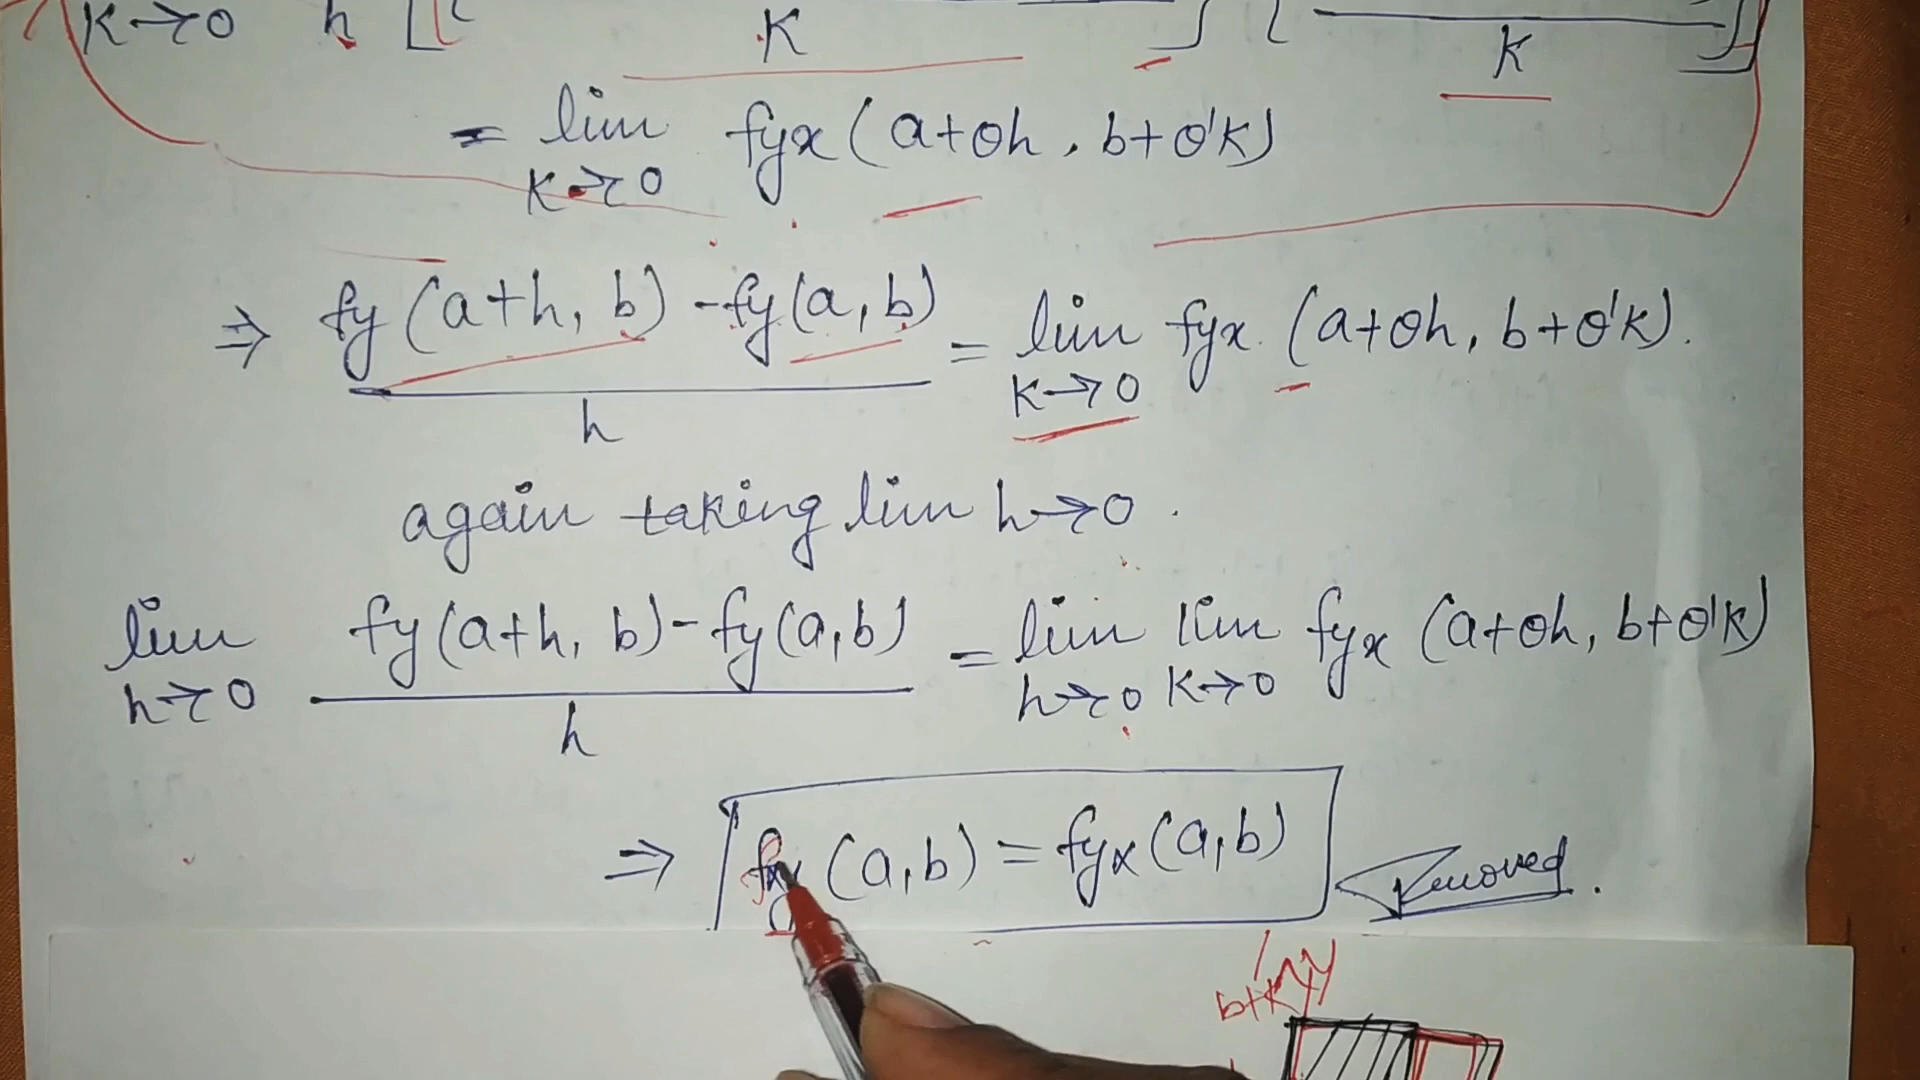 K→0 h [ { K } { K ]
= lim K→0 fyx (a+θh, b+θ'K)
⇒ fy (a+h, b) - fy(a, b) / h = lim K→0 fyx (a+θh, b+θ'K).
again taking lim h→0.
lim h→0 fy(a+h, b) - fy(a,b) / h = lim h→0 lim K→0 fyx (a+θh, b+θ'K)
⇒ fxy (a,b) = fyx (a,b)
b+k